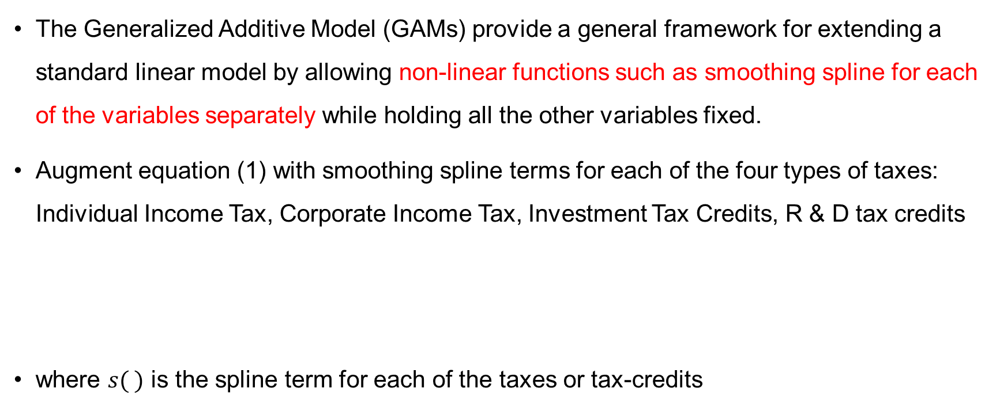 • The Generalized Additive Model (GAMs) provide a general framework for extending a
standard linear model by allowing non-linear functions such as smoothing spline for each
of the variables separately while holding all the other variables fixed.
• Augment equation (1) with smoothing spline terms for each of the four types of taxes:
Individual Income Tax, Corporate Income Tax, Investment Tax Credits, R & D tax credits
• where s( ) is the spline term for each of the taxes or tax-credits